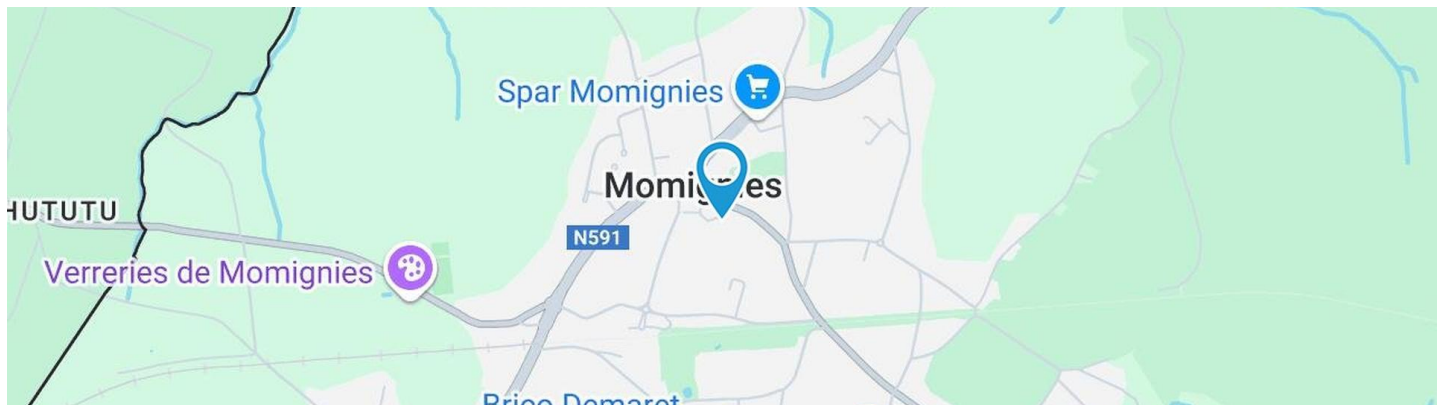 Spar Momignies
Momignies
HUTUTU
N591
Verreries de Momignies
Brico Demaret